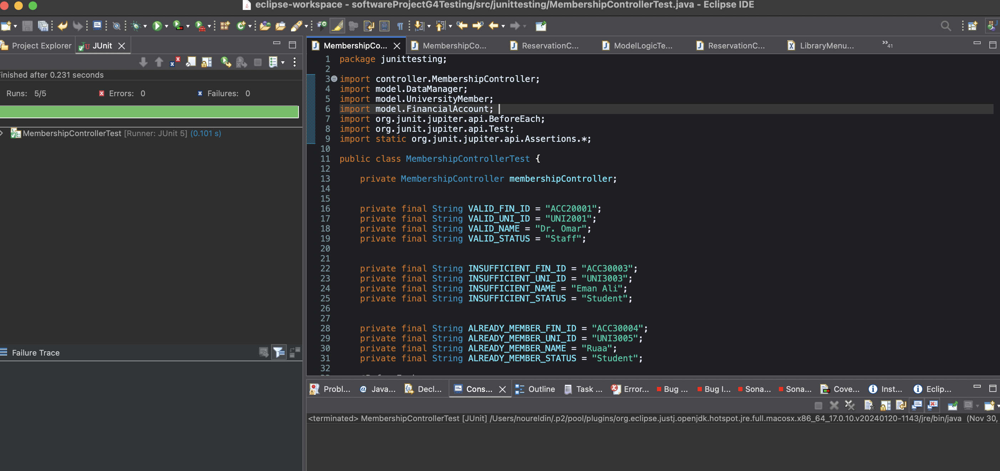 eclipse-workspace - softwareProjectG4Testing/src/junittesting/MembershipControllerTest.java - Eclipse IDE
Project Explorer
JUnit
Finished after 0.231 seconds
Runs: 5/5
Errors: 0
Failures: 0
MembershipControllerTest [Runner: JUnit 5] (0.101 s)
Failure Trace
MembershipCo...
MembershipCo...
ReservationC...
ModelLogicTe...
ReservationC...
LibraryMenu...
»41
1 package junittesting;
2
3 import controller.MembershipController;
4 import model.DataManager;
5 import model.UniversityMember;
6 import model.FinancialAccount;
7 import org.junit.jupiter.api.BeforeEach;
8 import org.junit.jupiter.api.Test;
9 import static org.junit.jupiter.api.Assertions.*;
10
11 public class MembershipControllerTest {
12
13 private MembershipController membershipController;
14
15
16 private final String VALID_FIN_ID = "ACC20001";
17 private final String VALID_UNI_ID = "UNI2001";
18 private final String VALID_NAME = "Dr. Omar";
19 private final String VALID_STATUS = "Staff";
20
21
22 private final String INSUFFICIENT_FIN_ID = "ACC30003";
23 private final String INSUFFICIENT_UNI_ID = "UNI3003";
24 private final String INSUFFICIENT_NAME = "Eman Ali";
25 private final String INSUFFICIENT_STATUS = "Student";
26
27
28 private final String ALREADY_MEMBER_FIN_ID = "ACC30004";
29 private final String ALREADY_MEMBER_UNI_ID = "UNI3005";
30 private final String ALREADY_MEMBER_NAME = "Ruaa";
31 private final String ALREADY_MEMBER_STATUS = "Student";
32
Probl...
Java...
Decl...
Cons...
Outline
Task ...
Error...
Bug ...
Bug I...
Sona...
Sona...
Cove...
Inst...
Eclip...
<terminated> MembershipControllerTest [JUnit] /Users/noureldin/.p2/pool/plugins/org.eclipse.justj.openjdk.hotspot.jre.full.macosx.x86_64_17.0.10.v20240120-1143/jre/bin/java (Nov 30,